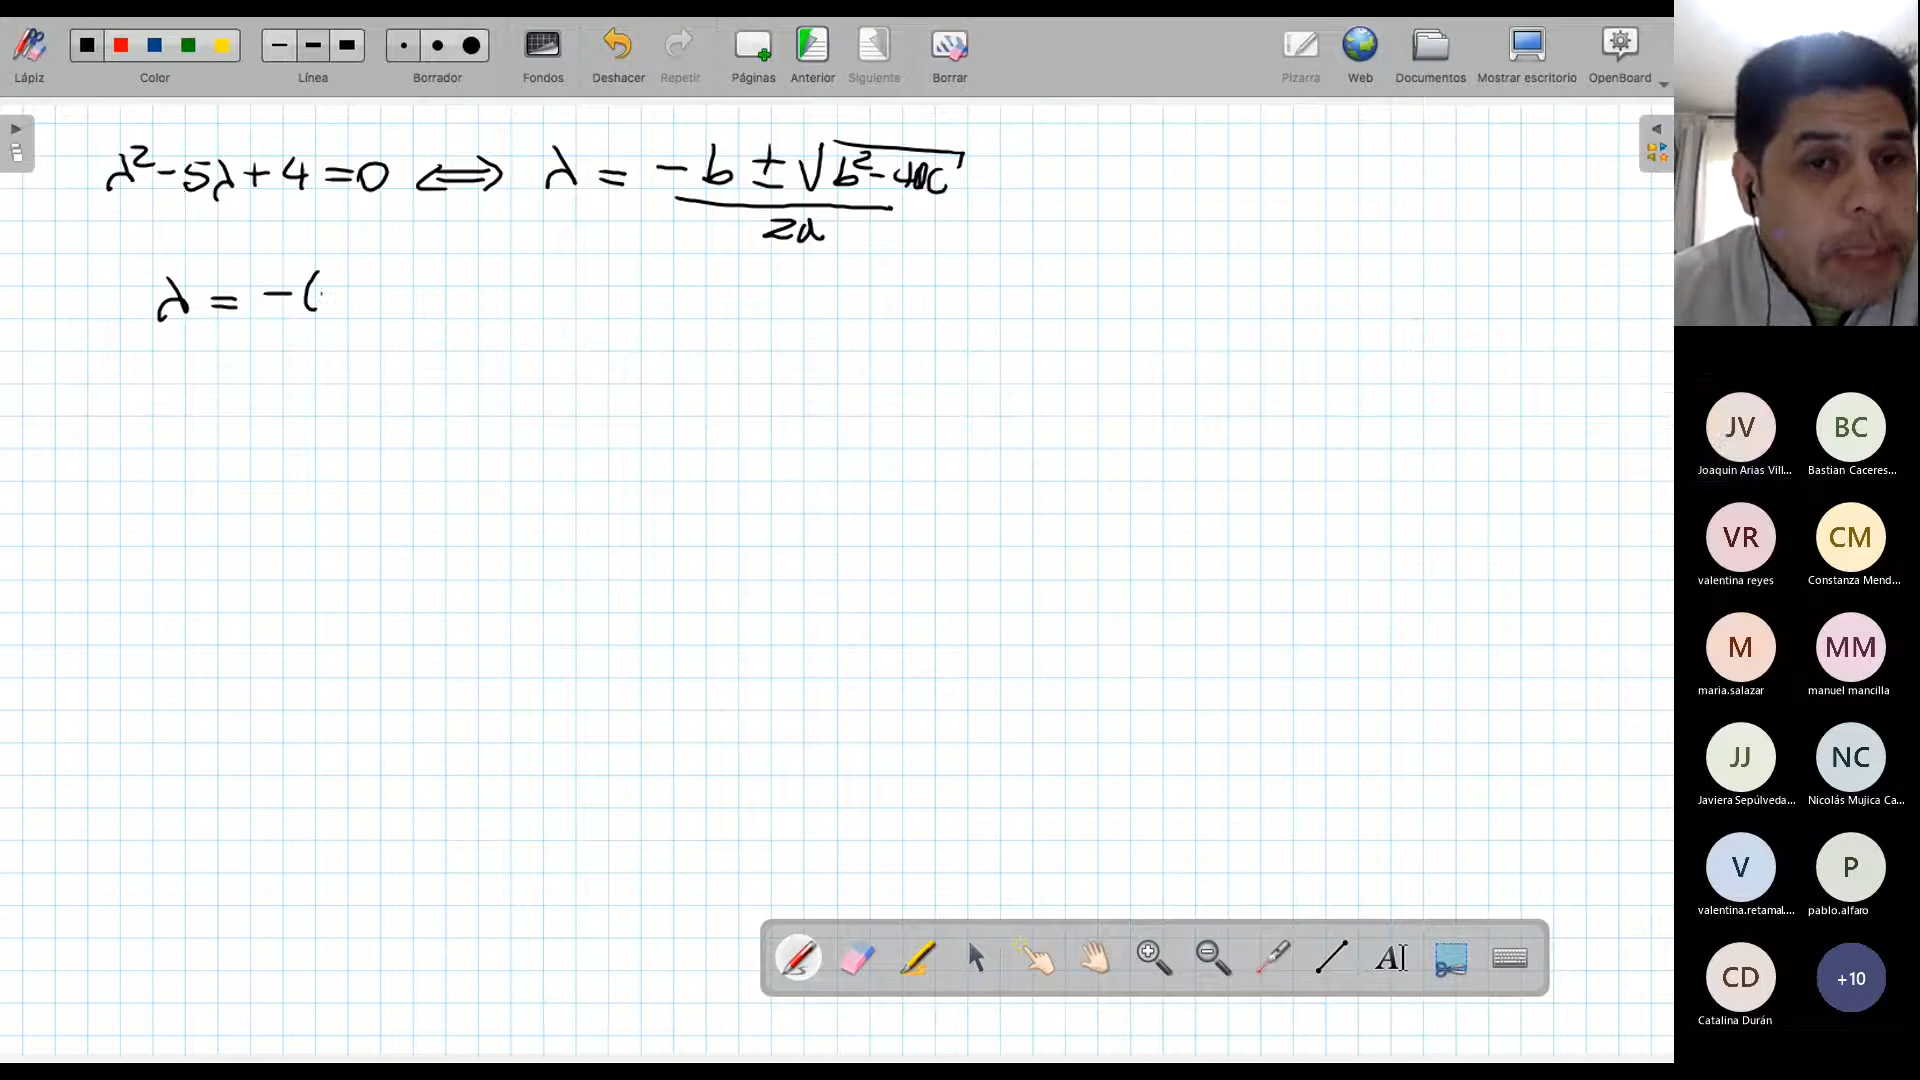 Lápiz
Color
Línea
Borrador
Fondos
Deshacer
Repetir
Páginas
Anterior
Siguiente
Borrar
Pizarra
Web
Documentos
Mostrar escritorio
OpenBoard
λ² - 5λ + 4 = 0 ⟺ λ = -b ± √b² - 4ac
2a
λ = -(
JV
Joaquin Arias Vill...
BC
Bastian Caceres...
VR
valentina reyes
CM
Constanza Mend...
M
maria.salazar
MM
manuel mancilla
JJ
Javiera Sepúlveda...
NC
Nicolás Mujica Ca...
V
valentina.retamal....
P
pablo.alfaro
CD
Catalina Durán
+10
A